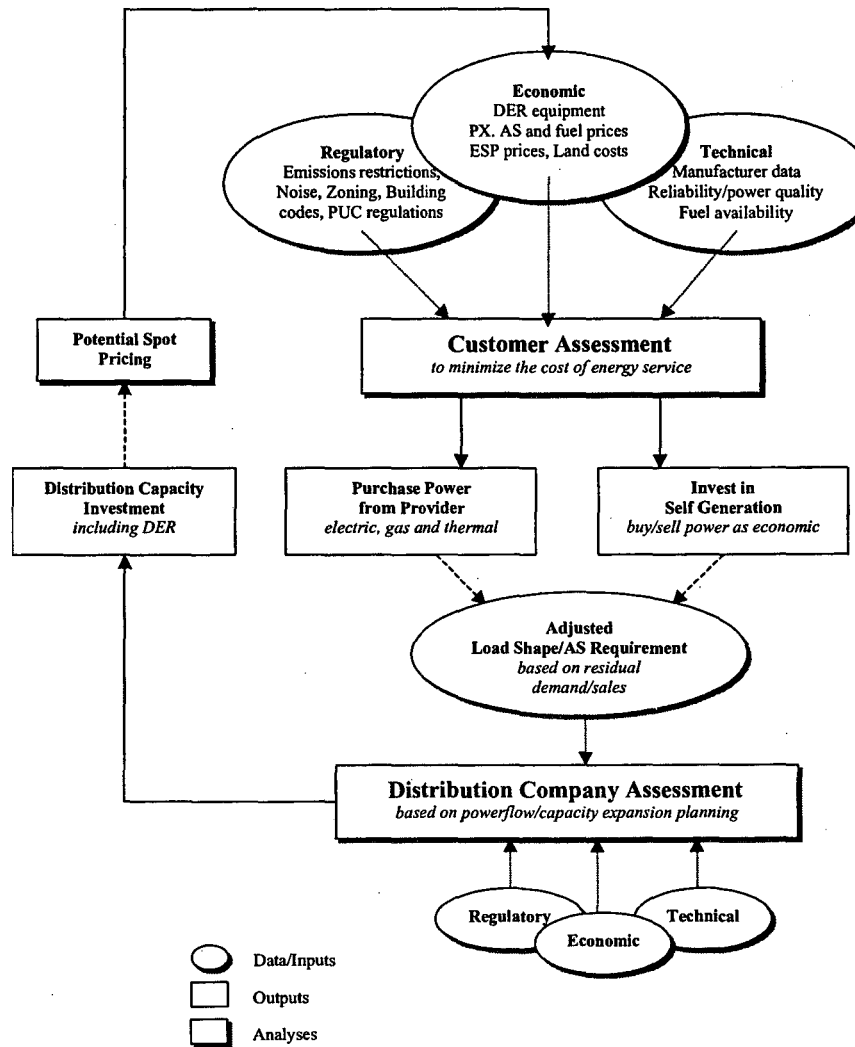 Economic
DER equipment
PX. AS and fuel prices
ESP prices, Land costs
Regulatory
Emissions restrictions,
Noise, Zoning, Building
codes, PUC regulations
Technical
Manufacturer data
Reliability/power quality
Fuel availability
Potential Spot
Pricing
Customer Assessment
to minimize the cost of energy service
Distribution Capacity
Investment
including DER
Purchase Power
from Provider
electric, gas and thermal
Invest in
Self Generation
buy/sell power as economic
Adjusted
Load Shape/AS Requirement
based on residual
demand/sales
Distribution Company Assessment
based on powerflow/capacity expansion planning
Regulatory
Economic
Technical
Data/Inputs
Outputs
Analyses